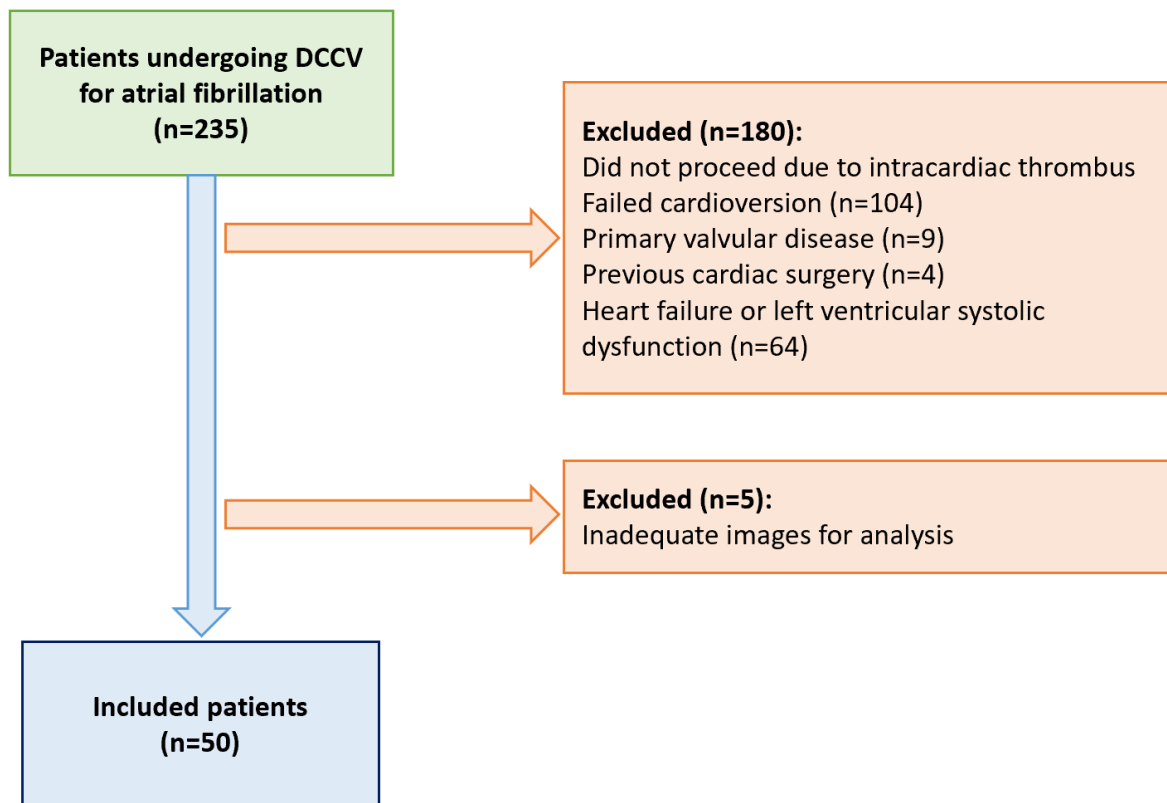 Patients undergoing DCCV
for atrial fibrillation
(n=235)
Excluded (n=180):
Did not proceed due to intracardiac thrombus
Failed cardioversion (n=104)
Primary valvular disease (n=9)
Previous cardiac surgery (n=4)
Heart failure or left ventricular systolic
dysfunction (n=64)
Excluded (n=5):
Inadequate images for analysis
Included patients
(n=50)